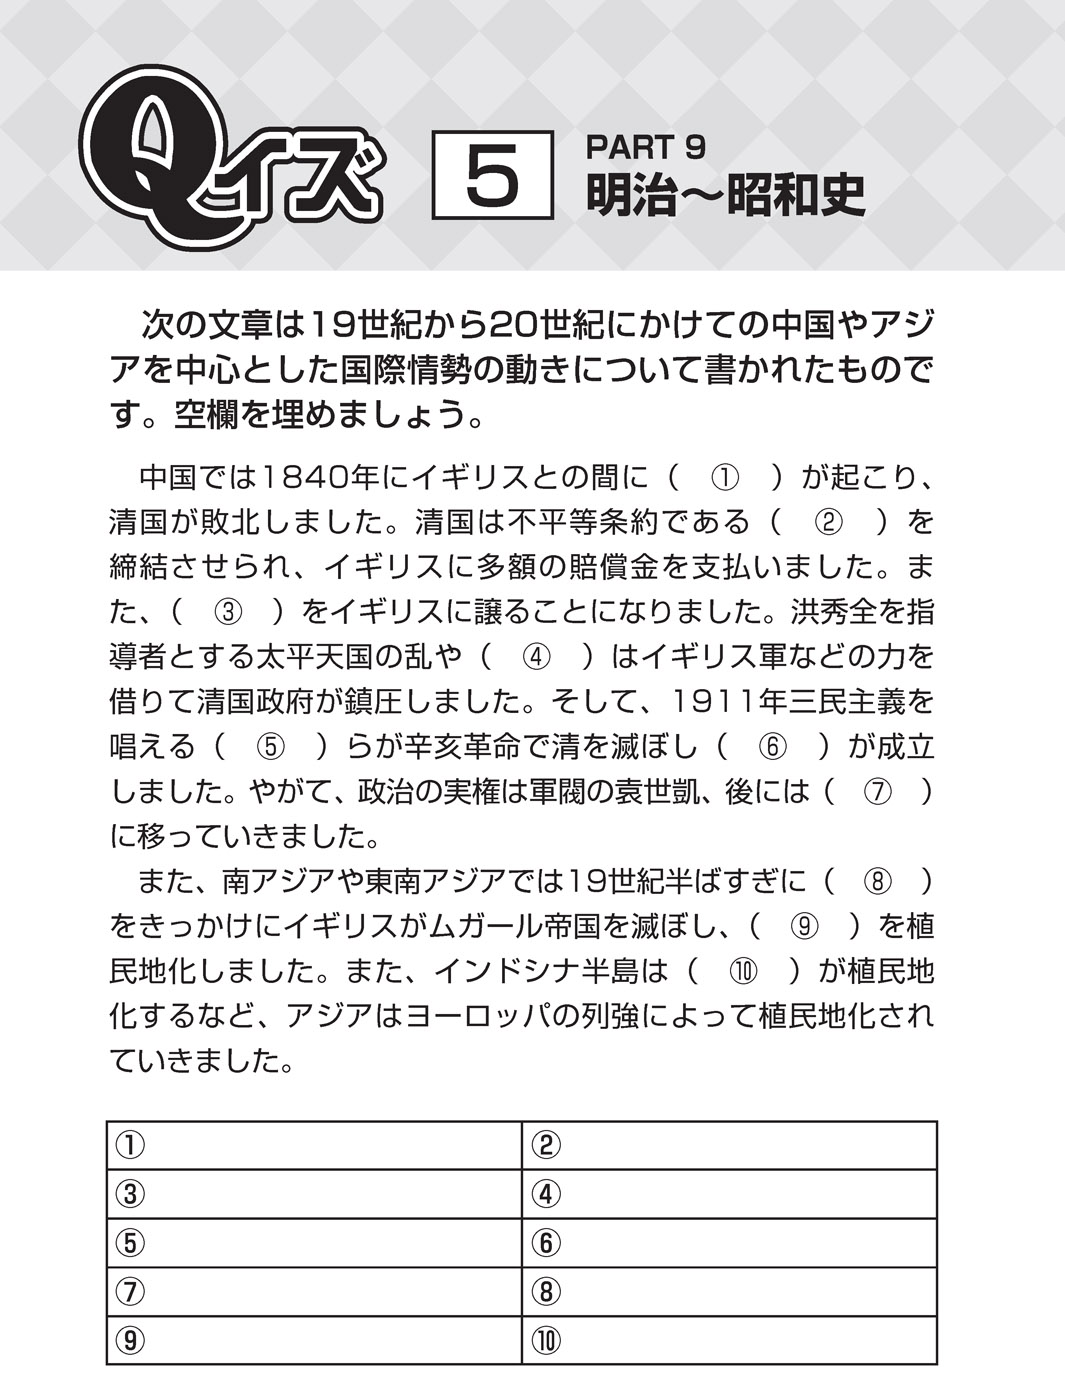 Qイズ
5
PART 9
明治～昭和史
次の文章は19世紀から20世紀にかけての中国やアジ
アを中心とした国際情勢の動きについて書かれたもので
す。空欄を埋めましょう。
中国では1840年にイギリスとの間に（　①　）が起こり、
清国が敗北しました。清国は不平等条約である（　②　）を
締結させられ、イギリスに多額の賠償金を支払いました。ま
た、（　③　）をイギリスに譲ることになりました。洪秀全を指
導者とする太平天国の乱や（　④　）はイギリス軍などの力を
借りて清国政府が鎮圧しました。そして、1911年三民主義を
唱える（　⑤　）らが辛亥革命で清を滅ぼし（　⑥　）が成立
しました。やがて、政治の実権は軍閥の袁世凱、後には（　⑦　）
に移っていきました。
また、南アジアや東南アジアでは19世紀半ばすぎに（　⑧　）
をきっかけにイギリスがムガール帝国を滅ぼし、（　⑨　）を植
民地化しました。また、インドシナ半島は（　⑩　）が植民地
化するなど、アジアはヨーロッパの列強によって植民地化され
ていきました。
①
②
③
④
⑤
⑥
⑦
⑧
⑨
⑩